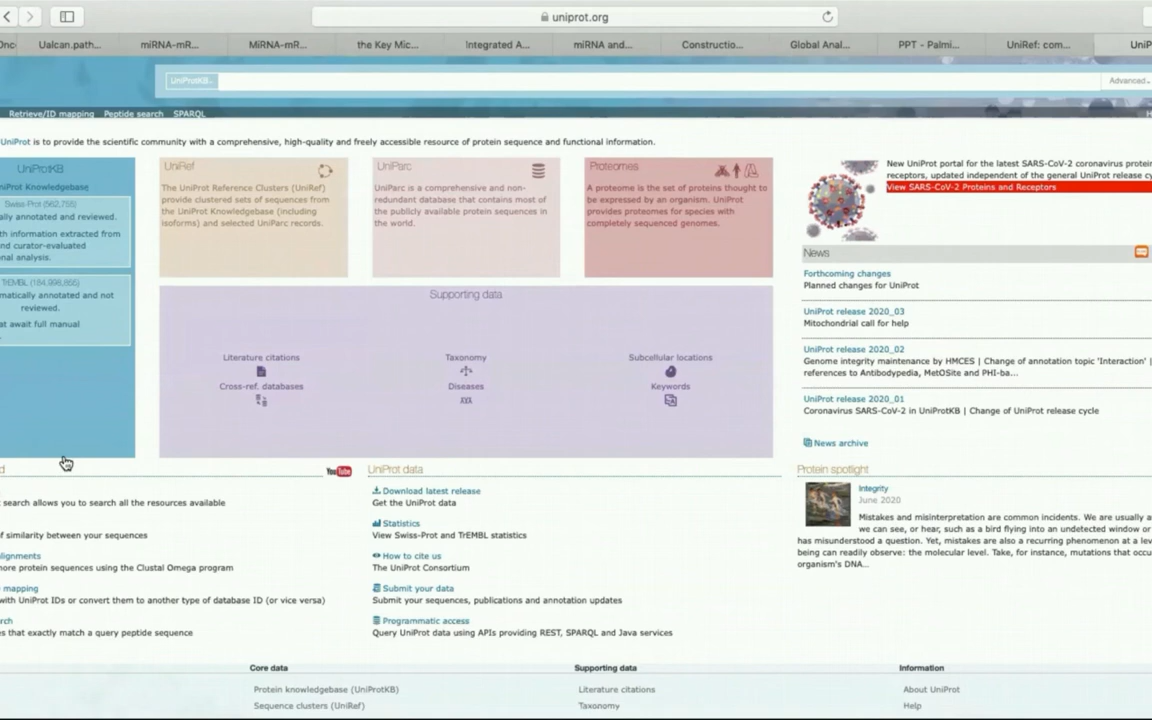 uniprot.org
Ualcan.path...
miRNA-mR...
MiRNA-mR...
the Key Mic...
Integrated A...
miRNA and...
Constructio...
Global Anal...
PPT - Palmi...
UniRef: com...
UniP
UniProtKB
Advanced
Retrieve/ID mapping Peptide search SPARQL
UniProt is to provide the scientific community with a comprehensive, high-quality and freely accessible resource of protein sequence and functional information.
UniProtKB
niProt Knowledgebase
Swiss-Prot (562,755)
ally annotated and reviewed.
th information extracted from
nd curator-evaluated
nal analysis.
TrEMBL (184,998,855)
matically annotated and not
reviewed.
at await full manual
UniRef
The UniProt Reference Clusters (UniRef)
provide clustered sets of sequences from
the UniProt Knowledgebase (including
isoforms) and selected UniParc records.
UniParc
UniParc is a comprehensive and non-
redundant database that contains most of
the publicly available protein sequences in
the world.
Proteomes
A proteome is the set of proteins thought to
be expressed by an organism. UniProt
provides proteomes for species with
completely sequenced genomes.
Supporting data
Literature citations
Taxonomy
Subcellular locations
Cross-ref. databases
Diseases
Keywords
New UniProt portal for the latest SARS-CoV-2 coronavirus protein
receptors, updated independent of the general UniProt release cy
View SARS-CoV-2 Proteins and Receptors
News
Forthcoming changes
Planned changes for UniProt
UniProt release 2020_03
Mitochondrial call for help
UniProt release 2020_02
Genome integrity maintenance by HMCES | Change of annotation topic 'Interaction' |
references to Antibodypedia, MetOSite and PHI-ba...
UniProt release 2020_01
Coronavirus SARS-CoV-2 in UniProtKB | Change of UniProt release cycle
News archive
d
You Tube
search allows you to search all the resources available
f similarity between your sequences
lignments
more protein sequences using the Clustal Omega program
mapping
with UniProt IDs or convert them to another type of database ID (or vice versa)
rch
es that exactly match a query peptide sequence
UniProt data
Download latest release
Get the UniProt data
Statistics
View Swiss-Prot and TrEMBL statistics
How to cite us
The UniProt Consortium
Submit your data
Submit your sequences, publications and annotation updates
Programmatic access
Query UniProt data using APIs providing REST, SPARQL and Java services
Protein spotlight
Integrity
June 2020
Mistakes and misinterpretation are common incidents. We are usually a
we can see, or hear, such as a bird flying into an undetected window or
has misunderstood a question. Yet, mistakes are also a recurring phenomenon at a lev
being can readily observe: the molecular level. Take, for instance, mutations that occu
organism's DNA...
Core data
Protein knowledgebase (UniProtKB)
Sequence clusters (UniRef)
Supporting data
Literature citations
Taxonomy
Information
About UniProt
Help